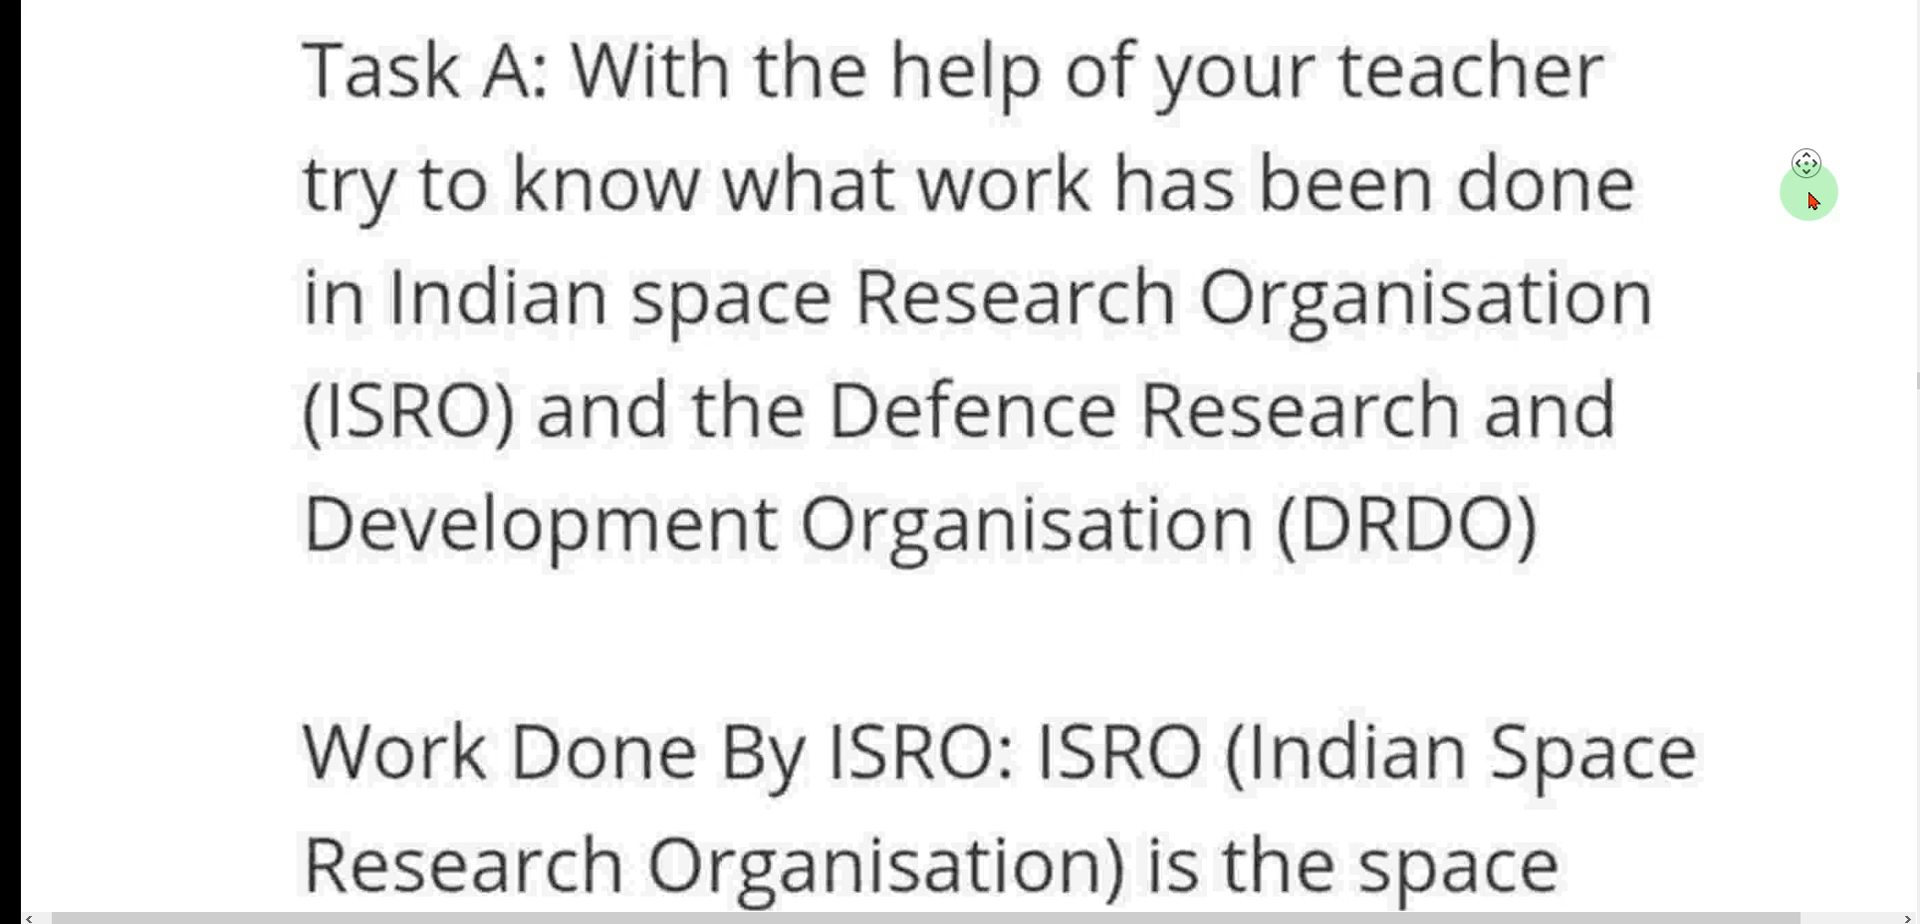 Task A: With the help of your teacher
try to know what work has been done
in Indian space Research Organisation
(ISRO) and the Defence Research and
Development Organisation (DRDO)
Work Done By ISRO: ISRO (Indian Space
Research Organisation) is the space